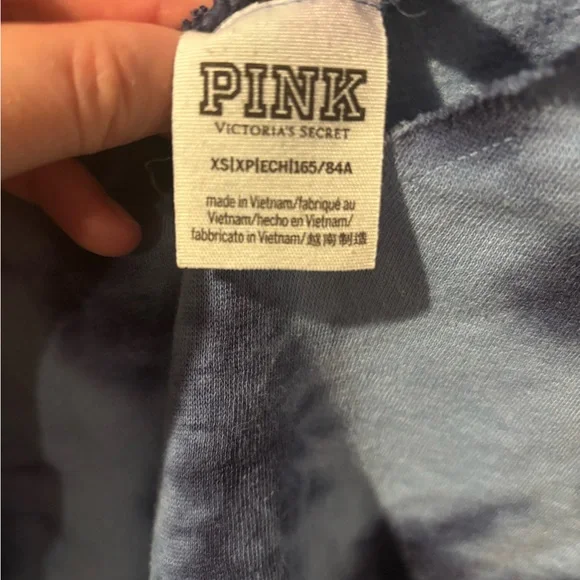 PINK
VICTORIA'S SECRET
XS|XP|ECH|165/84A
made in Vietnam/fabriqué au
Vietnam/hecho en Vietnam/
fabbricato in Vietnam/越南制造